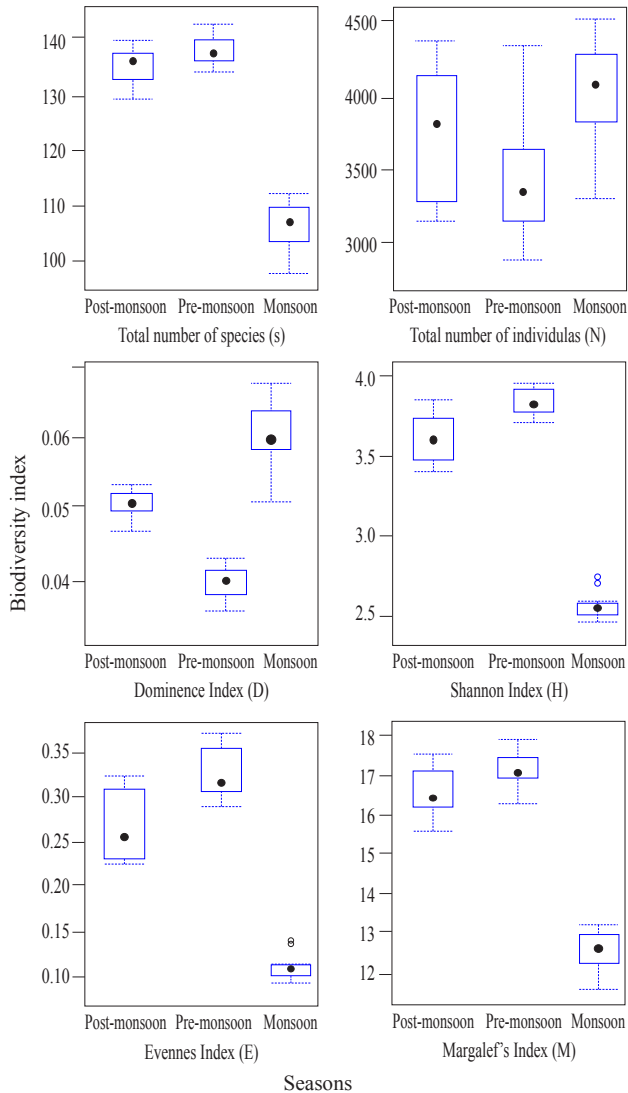 140
130
120
110
100
Post-monsoon Pre-monsoon Monsoon
Total number of species (s)
4500
4000
3500
3000
Post-monsoon Pre-monsoon Monsoon
Total number of individulas (N)
Biodiversity index
0.06
0.05
0.04
Post-monsoon Pre-monsoon Monsoon
Dominence Index (D)
4.0
3.5
3.0
2.5
Post-monsoon Pre-monsoon Monsoon
Shannon Index (H)
0.35
0.30
0.25
0.20
0.15
0.10
Post-monsoon Pre-monsoon Monsoon
Evennes Index (E)
18
17
16
15
14
13
12
Post-monsoon Pre-monsoon Monsoon
Margalef's Index (M)
Seasons